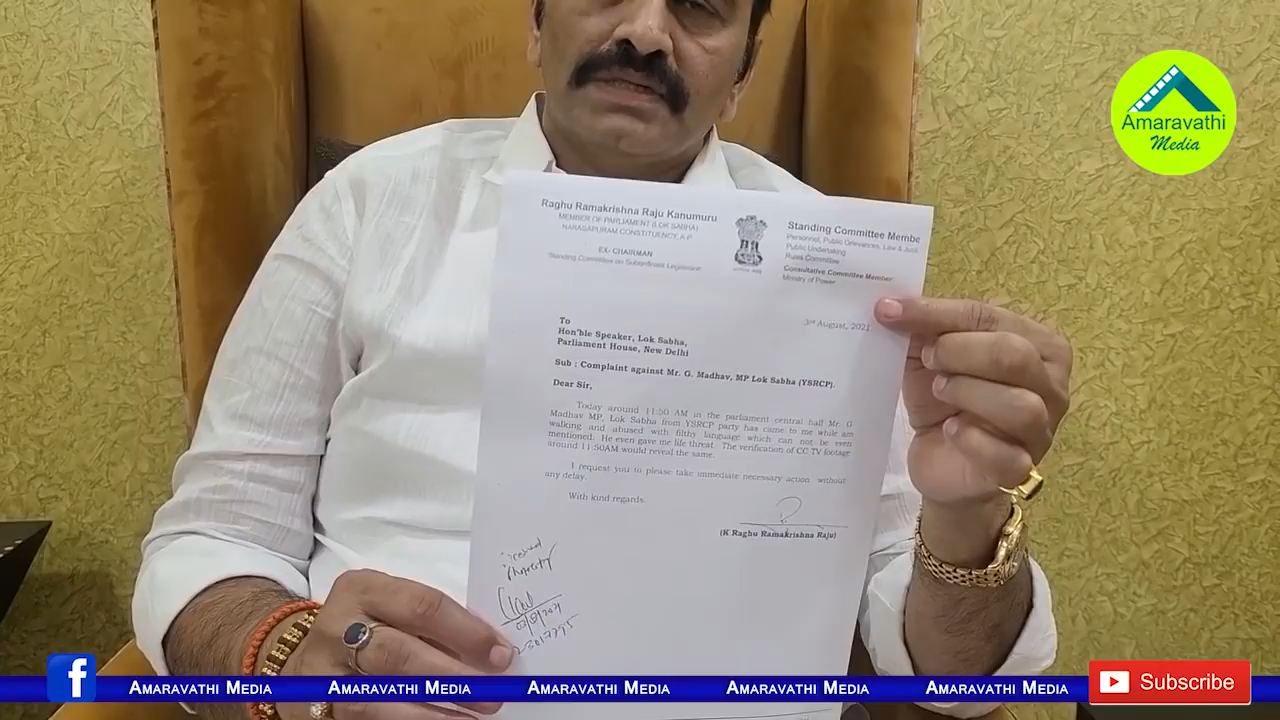 Amaravathi
Media
Raghu Ramakrishna Raju Kanumuru
MEMBER OF PARLIAMENT (LOK SABHA)
NARASAPURAM CONSTITUENCY, A.P
EX- CHAIRMAN
Standing Committee on Subordinate Legislation
Standing Committee Membe
Personnel, Public Grievances, Law &
Public Undertaking
Rules Committee
Consultative Committee Member
Ministry of Power
3rd August, 2021
To
Hon'ble Speaker, Lok Sabha,
Parliament House, New Delhi
Sub : Complaint against Mr. G. Madhav, MP Lok Sabha (YSRCP).
Dear Sir,
Today around 11:50 AM in the parliament central hall Mr. G
Madhav MP, Lok Sabha from YSRCP party has came to me while am
walking and abused with filthy language which can not be even
mentioned. He even gave me life threat. The verification of CC TV footage
around 11:50AM would reveal the same.
I request you to please take immediate necessary action without
any delay.
With kind regards.
(K Raghu Ramakrishna Raju)
Amaravathi Media Amaravathi Media Amaravathi Media Amaravathi Media Amaravathi Media
Subscribe